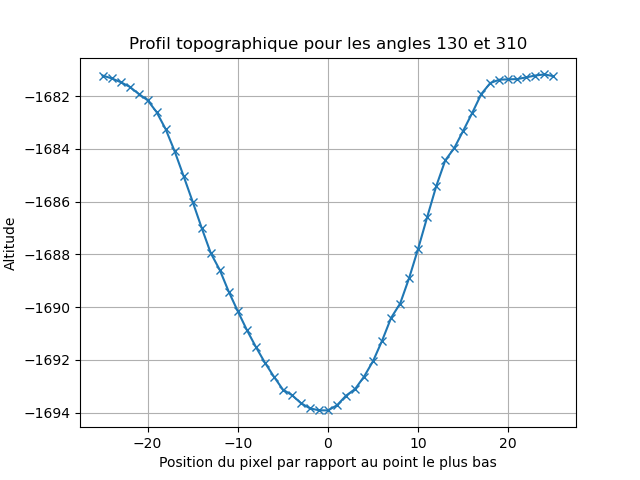 Profil topographique pour les angles 130 et 310
Altitude
−1682
−1684
−1686
−1688
−1690
−1692
−1694
−20 −10 0 10 20
Position du pixel par rapport au point le plus bas